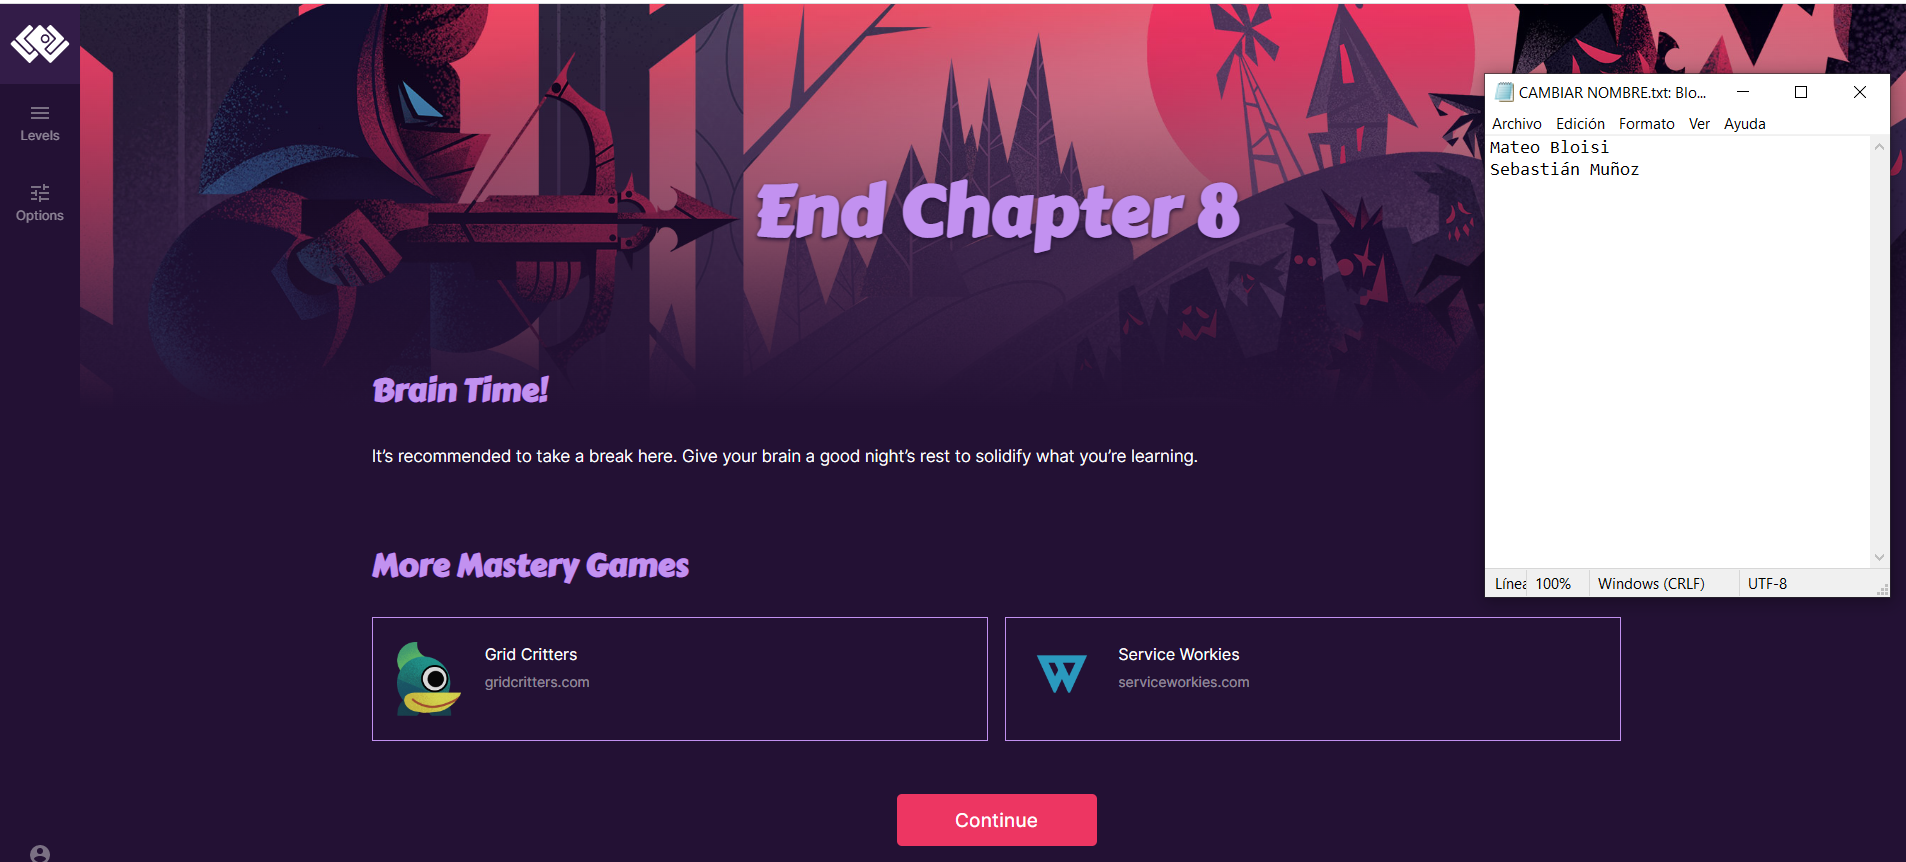 Levels
Options
End Chapter 8
Brain Time!
It's recommended to take a break here. Give your brain a good night's rest to solidify what you're learning.
More Mastery Games
Grid Critters
gridcritters.com
Service Workies
serviceworkies.com
Continue
CAMBIAR NOMBRE.txt: Blo...
Archivo Edición Formato Ver Ayuda
Mateo Bloisi
Sebastián Muñoz
Línea 100% Windows (CRLF) UTF-8